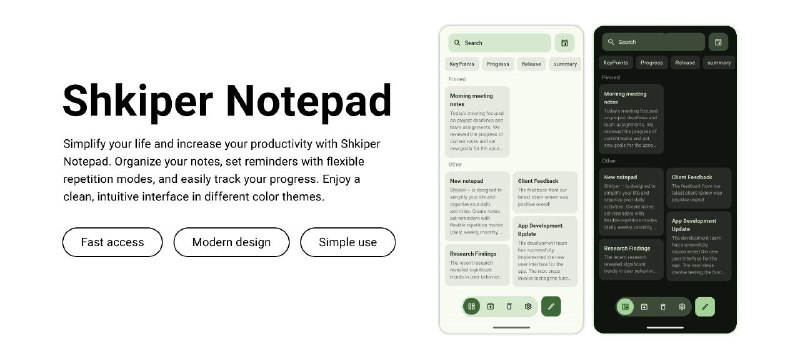 Shkiper Notepad
Simplify your life and increase your productivity with Shkiper
Notepad. Organize your notes, set reminders with flexible
repetition modes, and easily track your progress. Enjoy a
clean, intuitive interface in different color themes.
Fast access
Modern design
Simple use
Search
KeyPoints
Progress
Release
summary
Pinned
Morning meeting
notes
Today's meeting focused
on project deadlines and
team assignments. We
reviewed the progress of
current tasks and set
new goals for the upco...
Other
New notepad
Shkiper - is designed to
simplify your life and
organize your daily
activities. Create notes,
set reminders with
flexible repetition modes
(daily, weekly, monthly, ...
Research Findings
The recent research
revealed significant
trends in user behavior...
Client Feedback
The feedback from our
latest client review was
positive overall
App Development
Update
The development team
has successfully
implemented the new
user interface for the
app. The next steps
involve testing the func...
Search
KeyPoints
Progress
Release
summary
Pinned
Morning meeting
notes
Today's meeting focused
on project deadlines and
team assignments. We
reviewed the progress of
current tasks and set
new goals for the upco...
Other
New notepad
Shkiper - is designed to
simplify your life and
organize your daily
activities. Create notes,
set reminders with
flexible repetition modes
(daily, weekly, monthly, ...
Research Findings
The recent research
revealed significant
trends in user behavior...
Client Feedback
The feedback from our
latest client review was
positive overall
App Development
Update
The development team
has successfully
implemented the new
user interface for the
app. The next steps
involve testing the func...